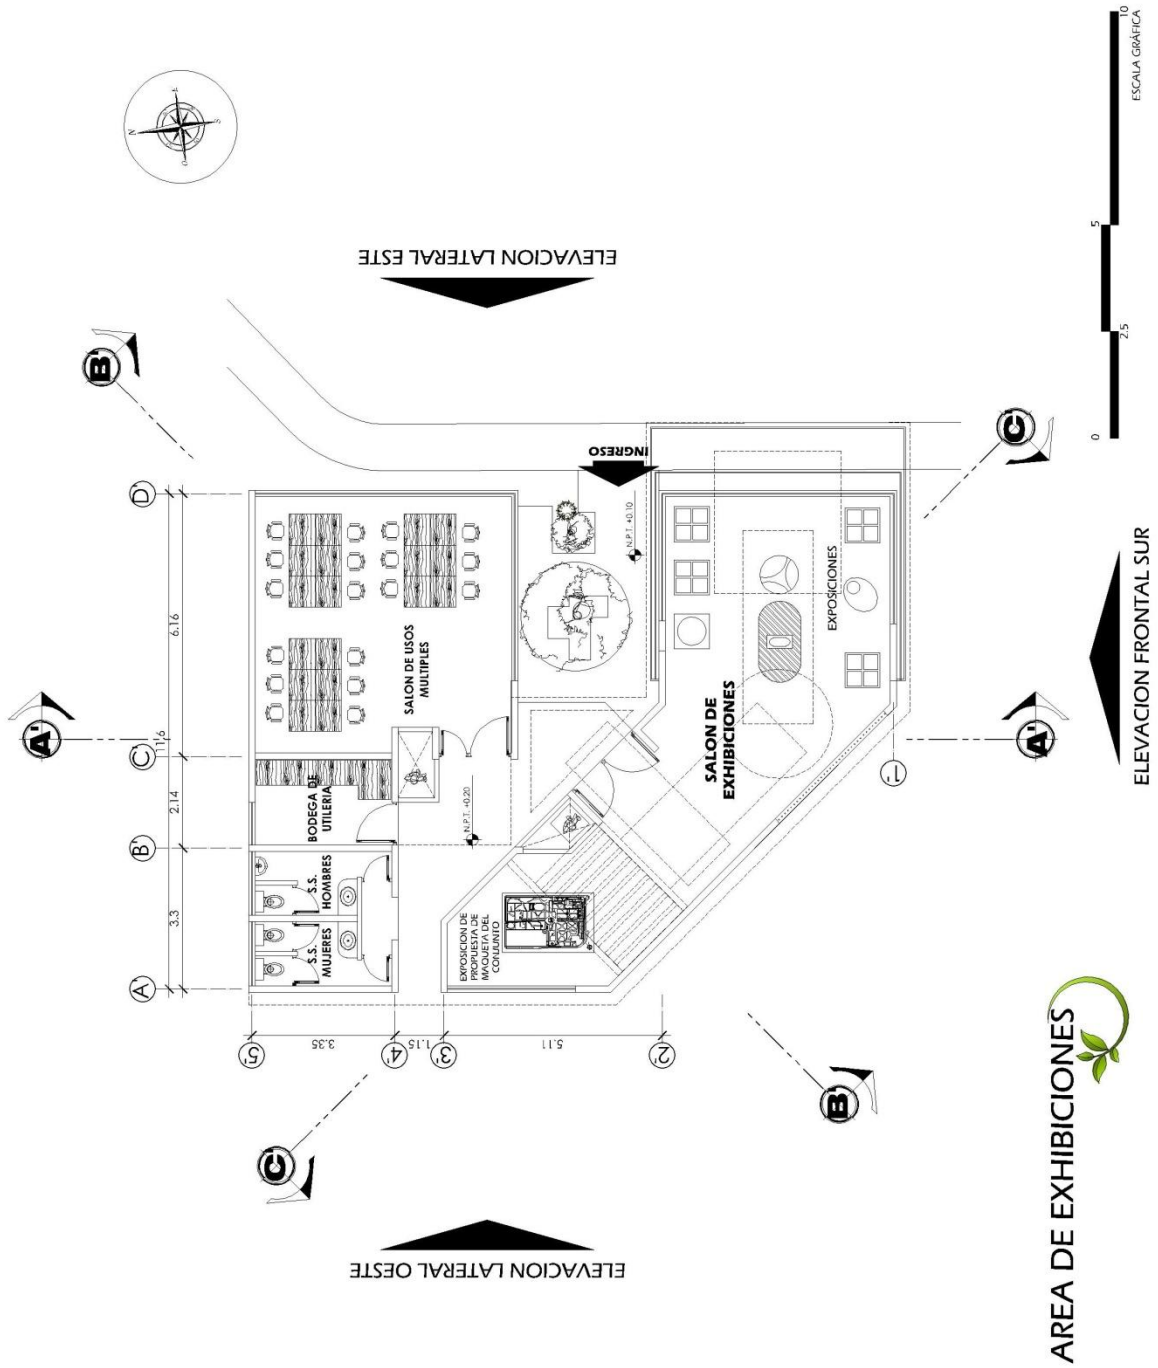 N
E
S
O
ELEVACION LATERAL ESTE
B'
A'
D'
C'
B'
A'
6.16
2.14
3.3
11.6
5'
4'
3'
2'
1'
3.35
1.15
5.11
SALON DE USOS
MULTIPLES
BODEGA DE
UTILERIA
S.S.
HOMBRES
S.S.
MUJERES
N.P.T. +0.20
N.P.T. +0.10
INGRESO
EXPOSICION DE
PROPUESTA DE
MAQUETA DEL
CONJUNTO
SALON DE
EXHIBICIONES
EXPOSICIONES
C'
A'
B'
C'
ELEVACION LATERAL OESTE
ELEVACION FRONTAL SUR
0
2.5
5
10
ESCALA GRÁFICA
AREA DE EXHIBICIONES